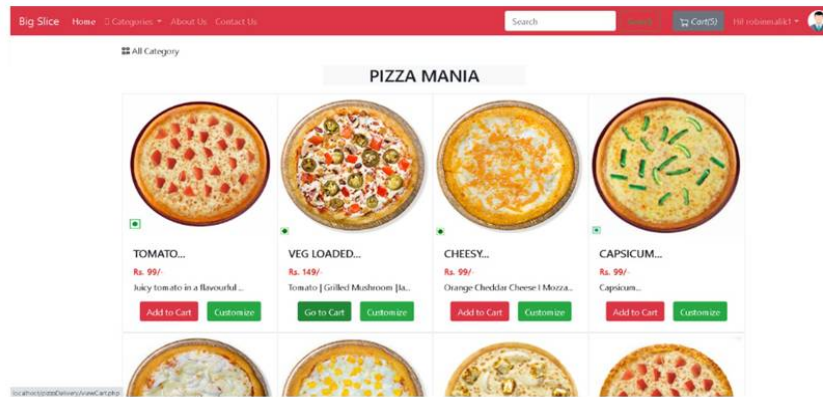 Big Slice Home Categories About Us Contact Us Search Search Cart(5) Hi! robinmalik1
All Category
PIZZA MANIA
TOMATO... VEG LOADED... CHEESY... CAPSICUM...
Rs. 99/- Rs. 149/- Rs. 99/- Rs. 99/-
Juicy tomato in a flavourful ... Tomato | Grilled Mushroom |Ja... Orange Cheddar Cheese I Mozza... Capsicum...
Add to Cart Customize Go to Cart Customize Add to Cart Customize Add to Cart Customize
localhost/pizzaDelivery/viewCart.php